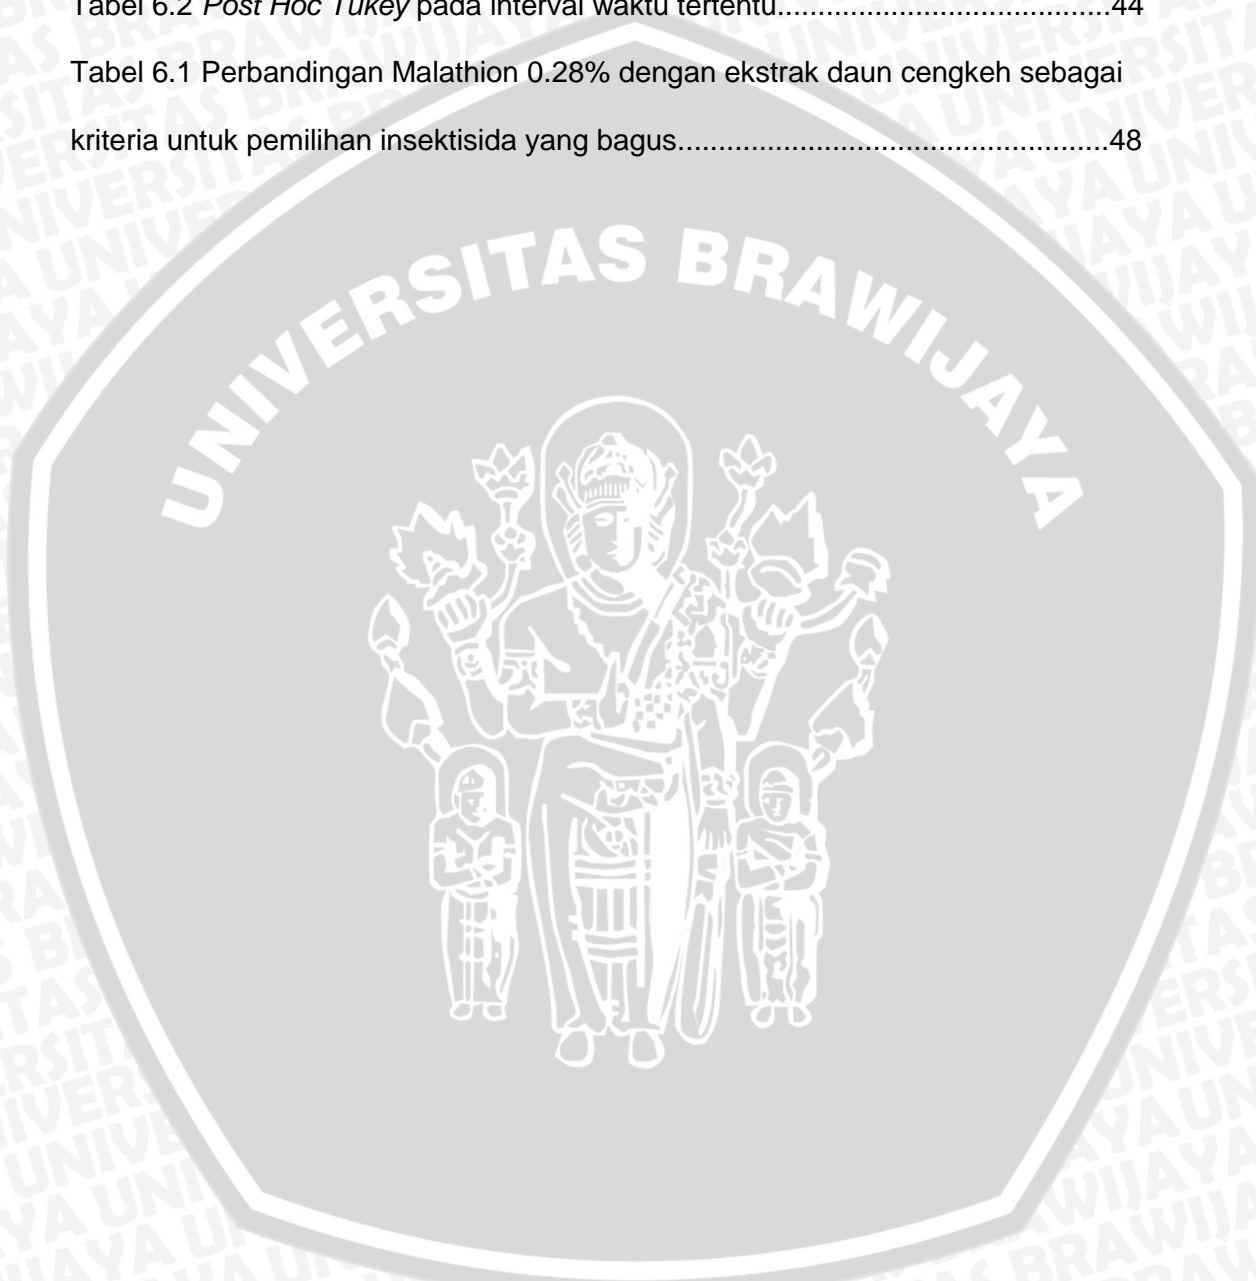 Tabel 6.2 Post Hoc Tukey pada interval waktu tertentu.........................................44
Tabel 6.1 Perbandingan Malathion 0.28% dengan ekstrak daun cengkeh sebagai
kriteria untuk pemilihan insektisida yang bagus.....................................................48
UNIVERSITAS BRAWIJAYA